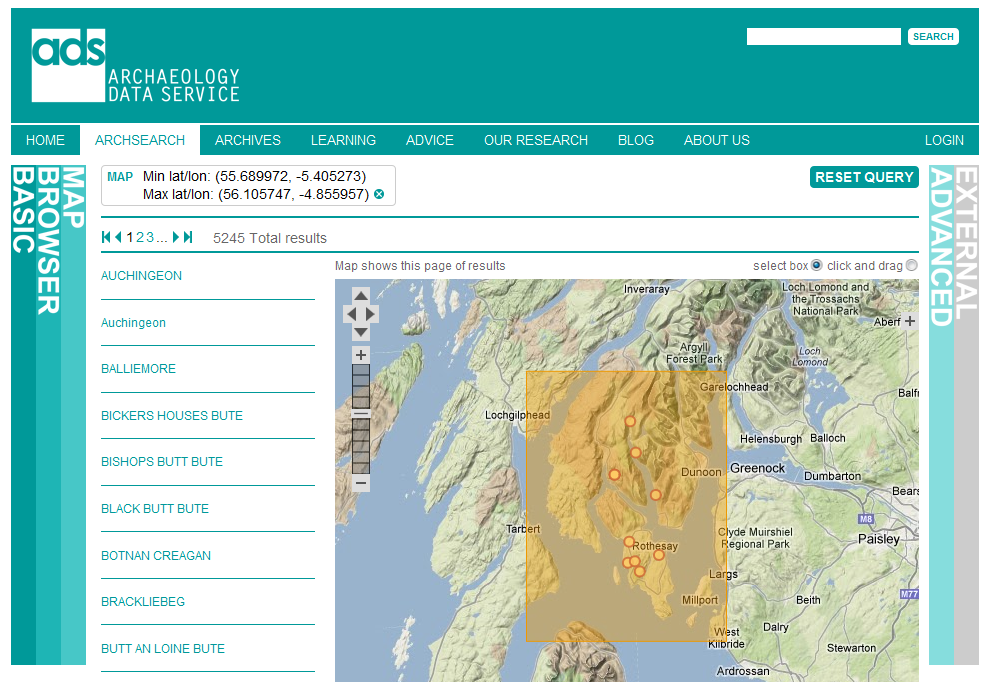 ads
ARCHAEOLOGY
DATA SERVICE
SEARCH
HOME
ARCHSEARCH
ARCHIVES
LEARNING
ADVICE
OUR RESEARCH
BLOG
ABOUT US
LOGIN
BASIC
BROWSER
MAP
MAP Min lat/lon: (55.689972, -5.405273)
Max lat/lon: (56.105747, -4.855957)
RESET QUERY
ADVANCED
EXTERNAL
1 2 3 ...
5245 Total results
AUCHINGEON
Auchingeon
BALLIEMORE
BICKERS HOUSES BUTE
BISHOPS BUTT BUTE
BLACK BUTT BUTE
BOTNAN CREAGAN
BRACKLIEBEG
BUTT AN LOINE BUTE
Map shows this page of results
select box
click and drag
Inveraray
Loch Lomond and
the Trossachs
National Park
Aberf
Argyll
Forest Park
Loch
Lomond
Garelochhead
Balfr
Lochgilphead
Helensburgh
Balloch
Dunoon
Greenock
Dumbarton
Bears
M8
Tarbert
Clyde Muirshiel
Regional Park
Paisley
Rothesay
Largs
M77
Millport
Beith
West
Kilbride
Dalry
Stewarton
Ardrossan